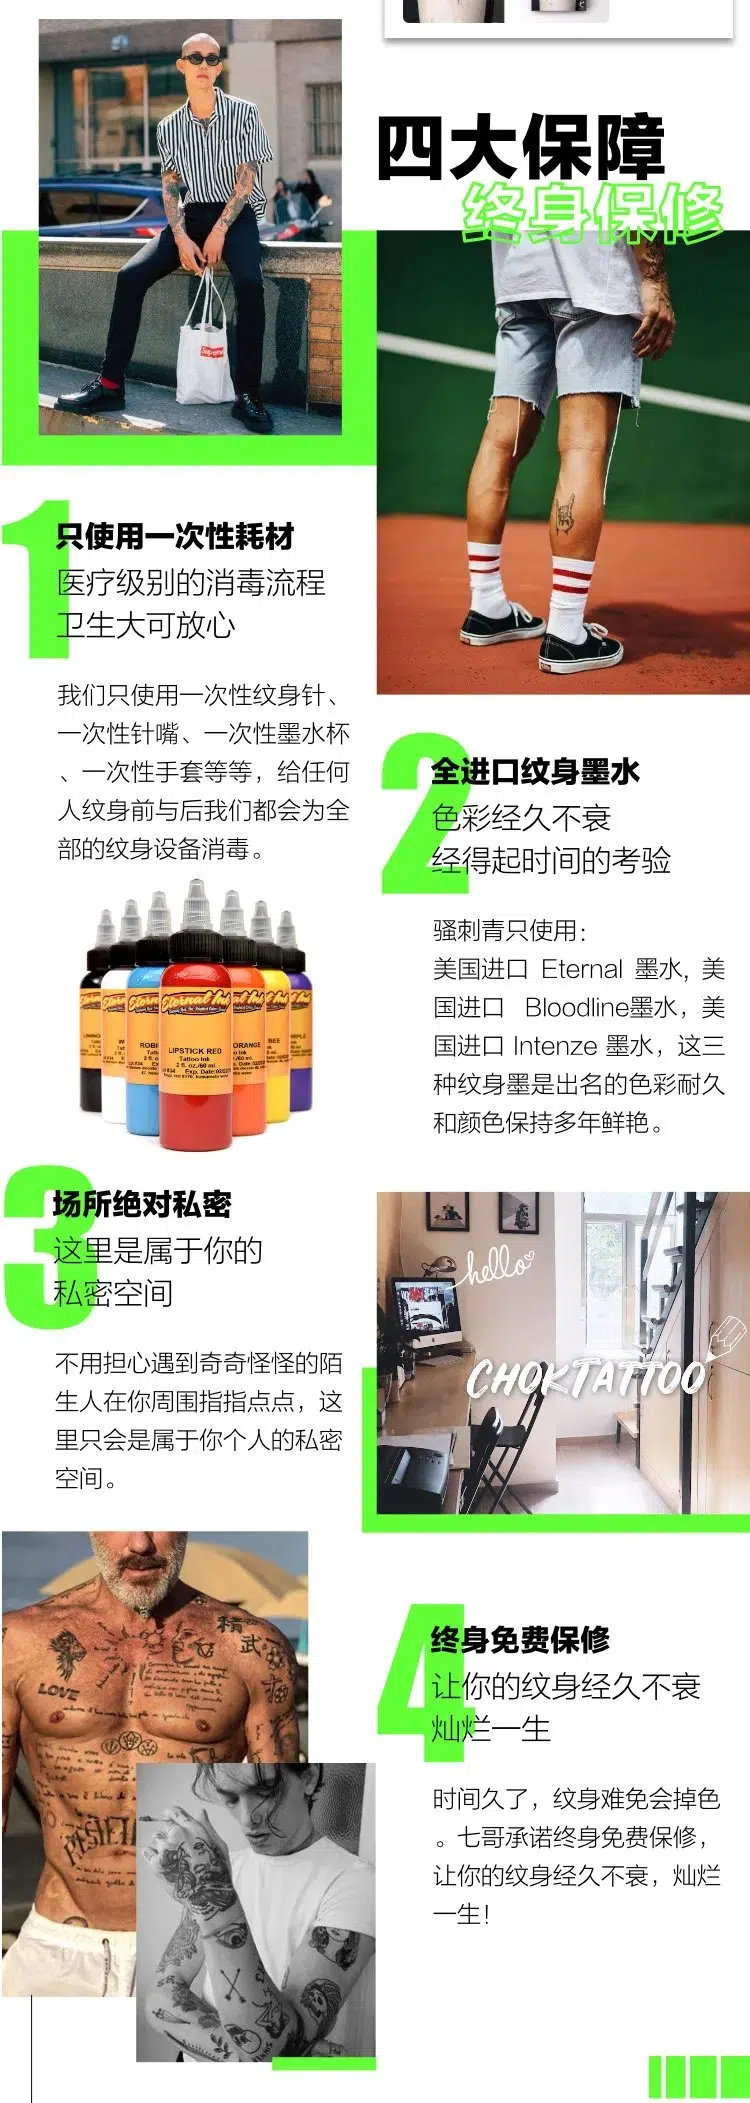 四大保障
终身保修
Supreme
1
只使用一次性耗材
医疗级别的消毒流程
卫生大可放心
我们只使用一次性纹身针、
一次性针嘴、一次性墨水杯
、一次性手套等等，给任何
人纹身前与后我们都会为全
部的纹身设备消毒。
2
全进口纹身墨水
色彩经久不衰
经得起时间的考验
骚刺青只使用：
美国进口 Eternal 墨水, 美
国进口 Bloodline墨水，美
国进口 Intenze 墨水，这三
种纹身墨是出名的色彩耐久
和颜色保持多年鲜艳。
Eternal Ink
LIPSTICK RED
Tattoo Ink
2 fl. oz./60 ml.
ORANGE
3
场所绝对私密
这里是属于你的
私密空间
不用担心遇到奇奇怪怪的陌
生人在你周围指指点点，这
里只会是属于你个人的私密
空间。
hello
CHOKTATTOO
精
武
LOVE
4
终身免费保修
让你的纹身经久不衰
灿烂一生
时间久了，纹身难免会掉色
。七哥承诺终身免费保修，
让你的纹身经久不衰，灿烂
一生！